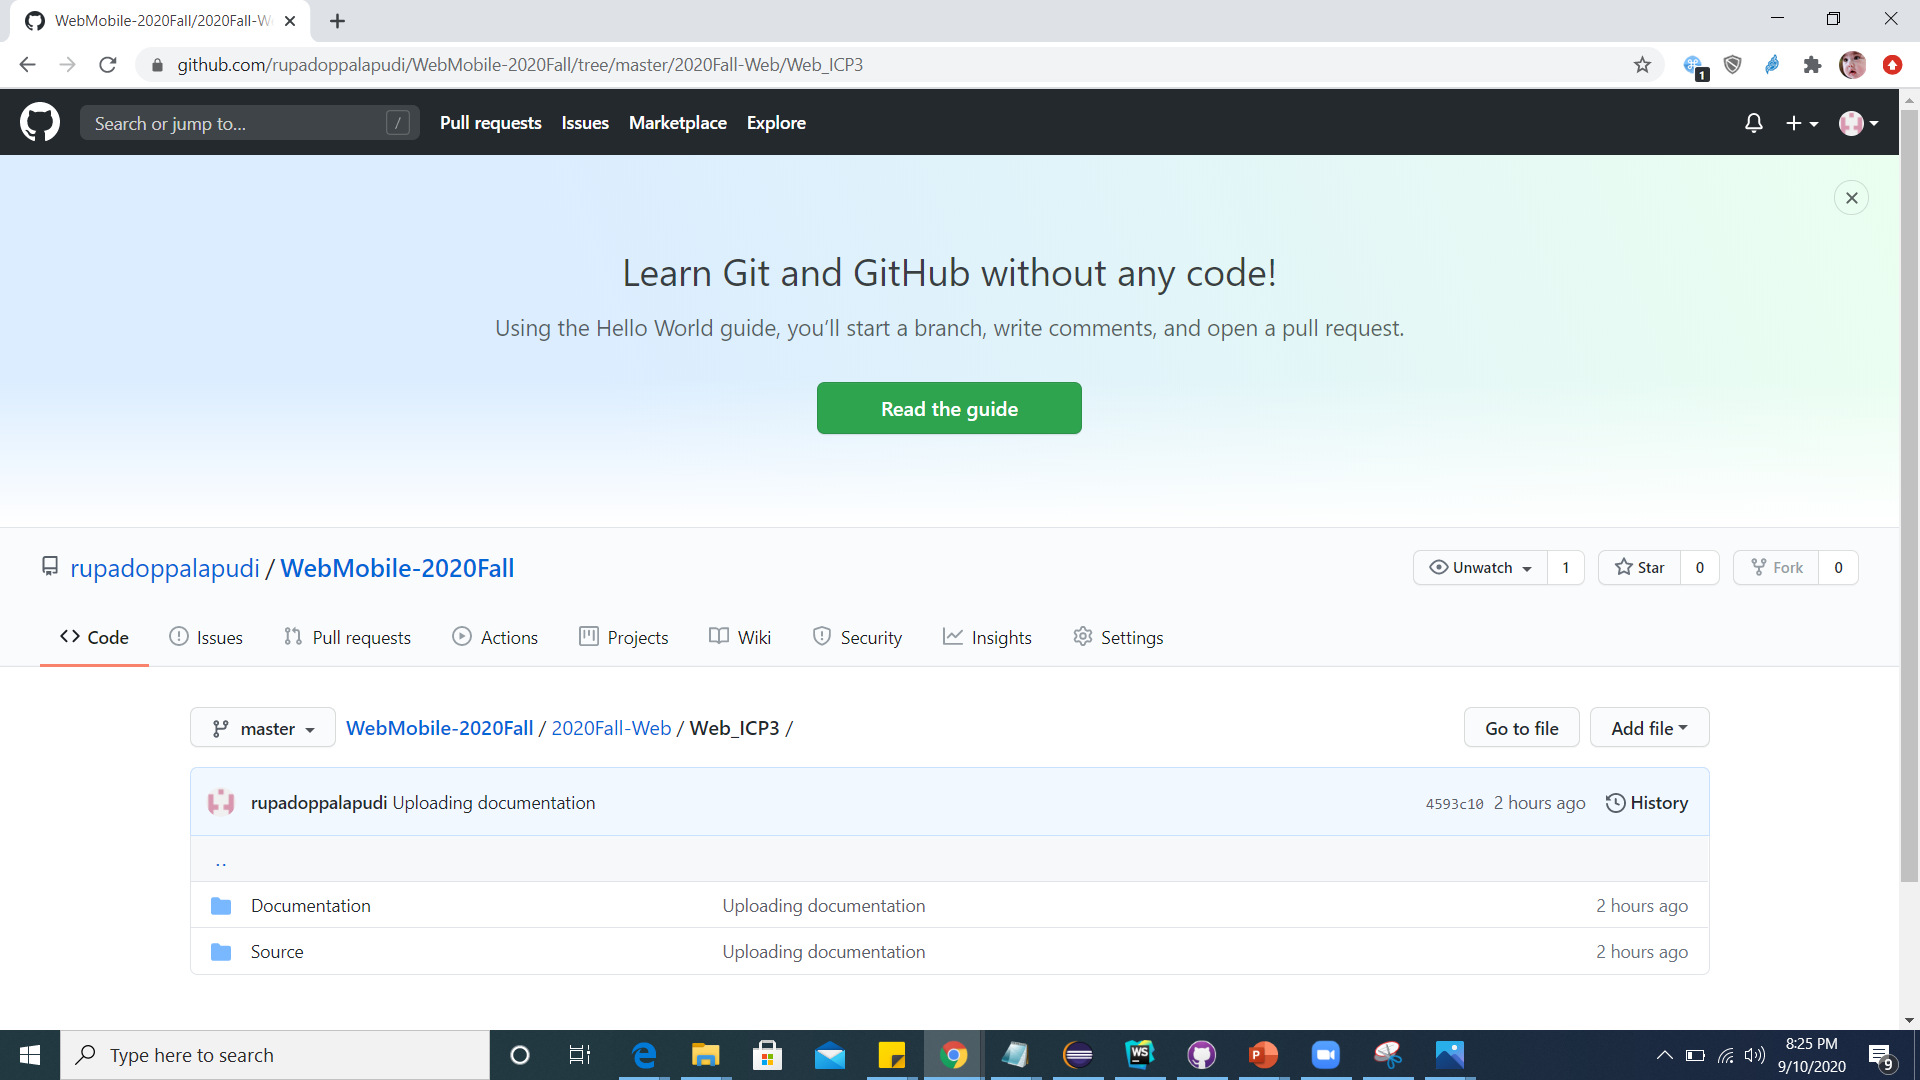 WebMobile-2020Fall/2020Fall-We
github.com/rupadoppalapudi/WebMobile-2020Fall/tree/master/2020Fall-Web/Web_ICP3
1
Search or jump to... /
Pull requests Issues Marketplace Explore
Learn Git and GitHub without any code!
Using the Hello World guide, you’ll start a branch, write comments, and open a pull request.
Read the guide
rupadoppalapudi / WebMobile-2020Fall
Unwatch 1 Star 0 Fork 0
Code Issues Pull requests Actions Projects Wiki Security Insights Settings
master WebMobile-2020Fall / 2020Fall-Web / Web_ICP3 / Go to file Add file
rupadoppalapudi Uploading documentation 4593c10 2 hours ago History
..
Documentation Uploading documentation 2 hours ago
Source Uploading documentation 2 hours ago
Type here to search
WS
P
8:25 PM
9/10/2020
9